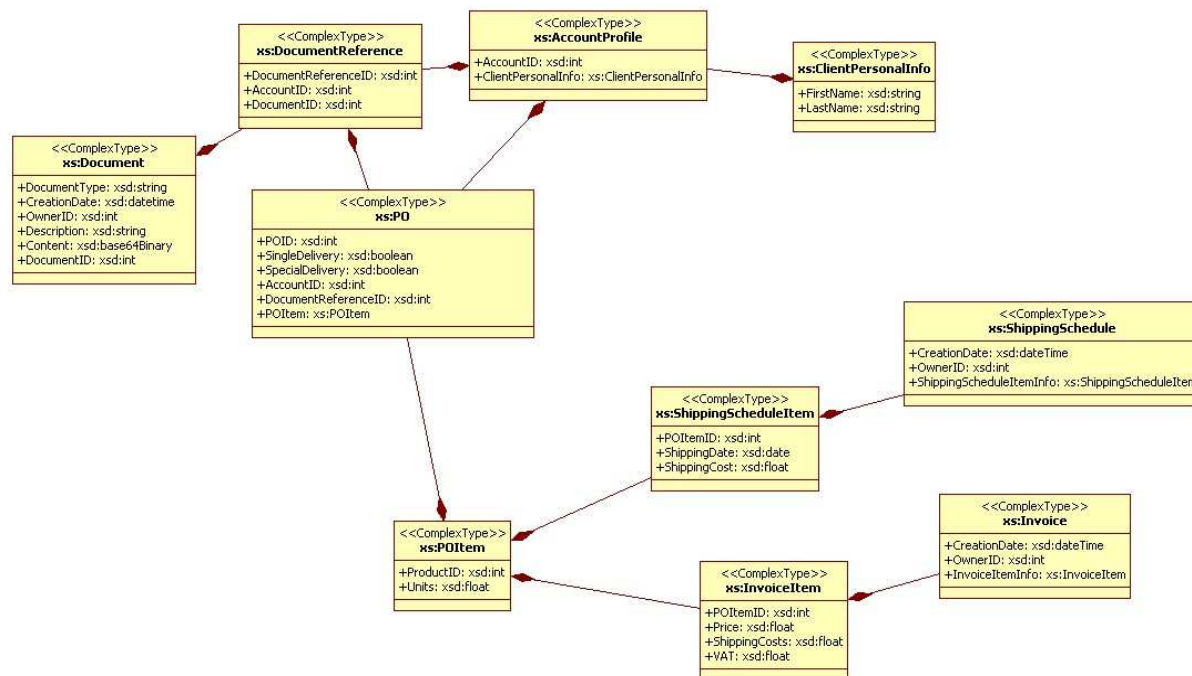 <<ComplexType>>
xs:DocumentReference
+DocumentReferenceID: xsd:int
+AccountID: xsd:int
+DocumentID: xsd:int
<<ComplexType>>
xs:AccountProfile
+AccountID: xsd:int
+ClientPersonalInfo: xs:ClientPersonalInfo
<<ComplexType>>
xs:ClientPersonalInfo
+FirstName: xsd:string
+LastName: xsd:string
<<ComplexType>>
xs:Document
+DocumentType: xsd:string
+CreationDate: xsd:datetime
+OwnerID: xsd:int
+Description: xsd:string
+Content: xsd:base64Binary
+DocumentID: xsd:int
<<ComplexType>>
xs:PO
+POID: xsd:int
+SingleDelivery: xsd:boolean
+SpecialDelivery: xsd:boolean
+AccountID: xsd:int
+DocumentReferenceID: xsd:int
+POItem: xs:POItem
<<ComplexType>>
xs:ShippingSchedule
+CreationDate: xsd:dateTime
+OwnerID: xsd:int
+ShippingScheduleItemInfo: xs:ShippingScheduleItem
<<ComplexType>>
xs:ShippingScheduleItem
+POItemID: xsd:int
+ShippingDate: xsd:date
+ShippingCost: xsd:float
<<ComplexType>>
xs:POItem
+ProductID: xsd:int
+Units: xsd:float
<<ComplexType>>
xs:Invoice
+CreationDate: xsd:dateTime
+OwnerID: xsd:int
+InvoiceItemInfo: xs:InvoiceItem
<<ComplexType>>
xs:InvoiceItem
+POItemID: xsd:int
+Price: xsd:float
+ShippingCosts: xsd:float
+VAT: xsd:float